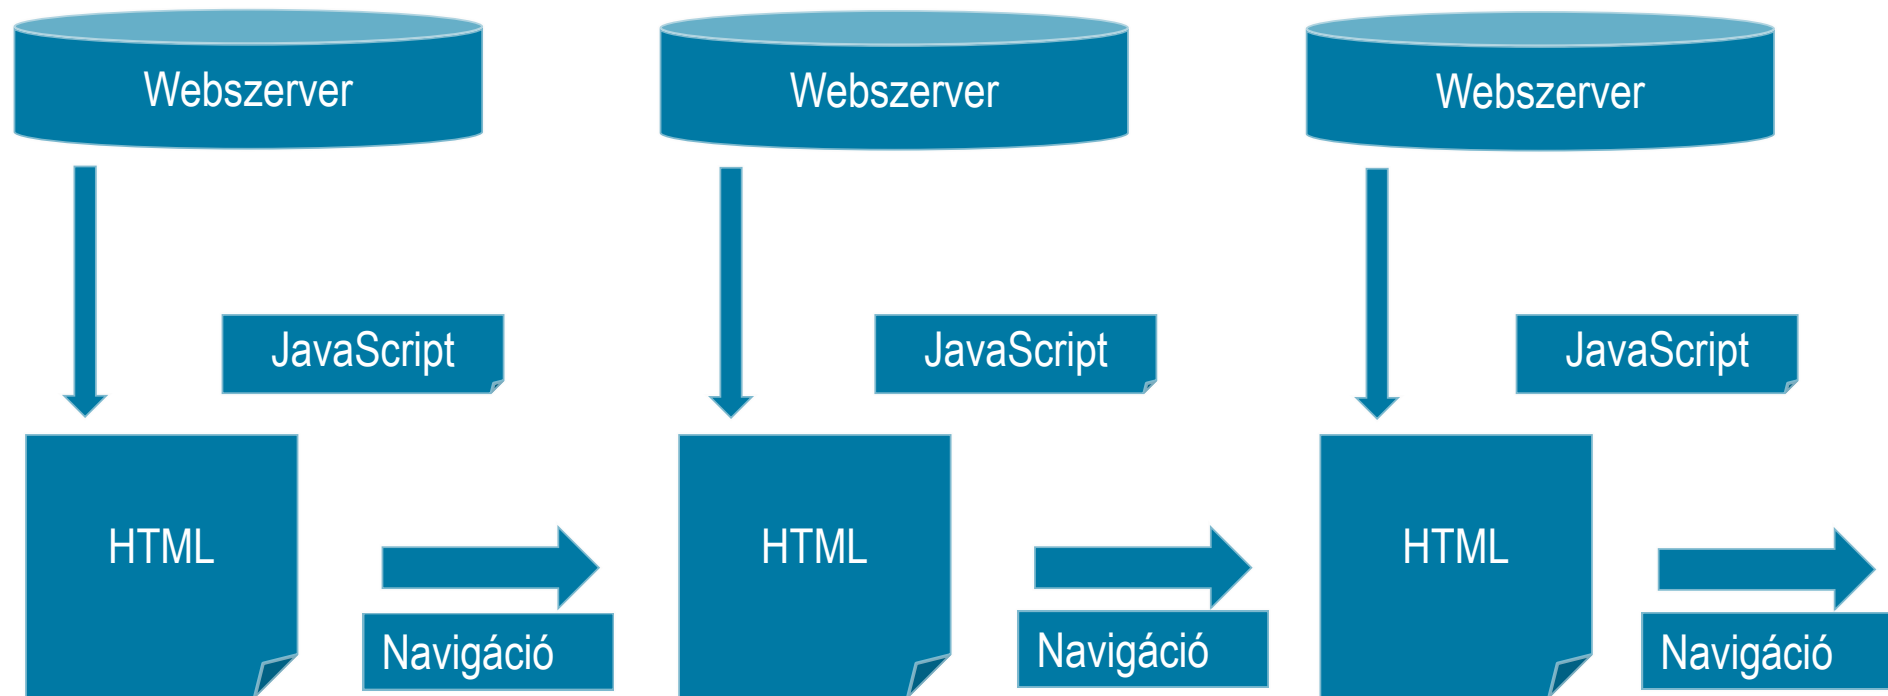 Webszerver
Webszerver
Webszerver
JavaScript
JavaScript
JavaScript
HTML
HTML
HTML
Navigáció
Navigáció
Navigáció